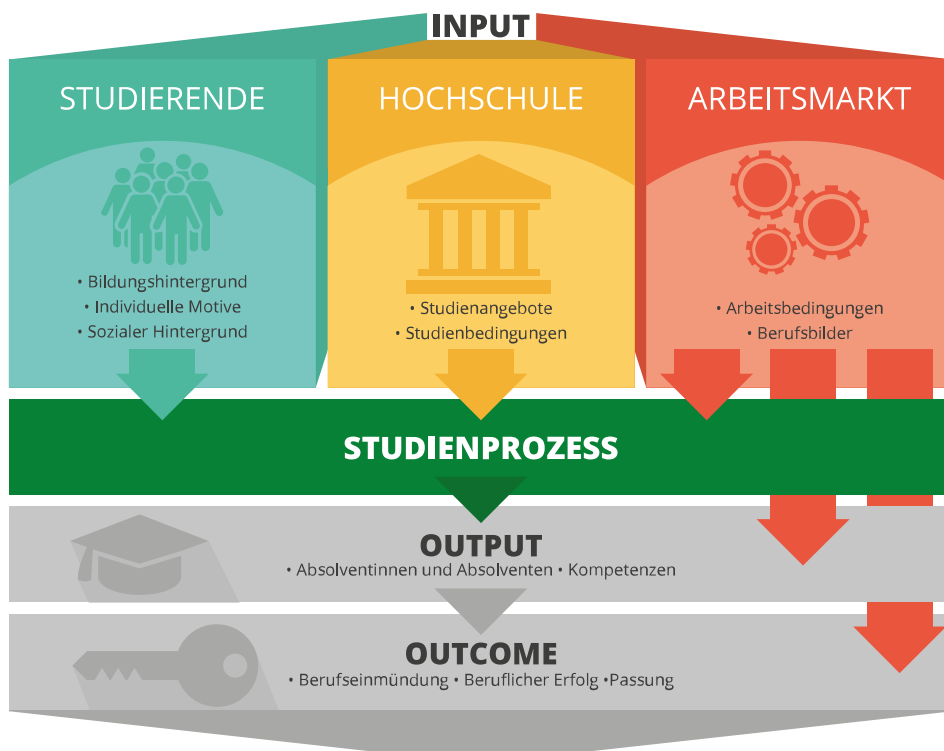 INPUT
STUDIERENDE
• Bildungshintergrund
• Individuelle Motive
• Sozialer Hintergrund
HOCHSCHULE
• Studienangebote
• Studienbedingungen
ARBEITSMARKT
• Arbeitsbedingungen
• Berufsbilder
STUDIENPROZESS
OUTPUT
• Absolventinnen und Absolventen • Kompetenzen
OUTCOME
• Berufseinmündung • Beruflicher Erfolg •Passung